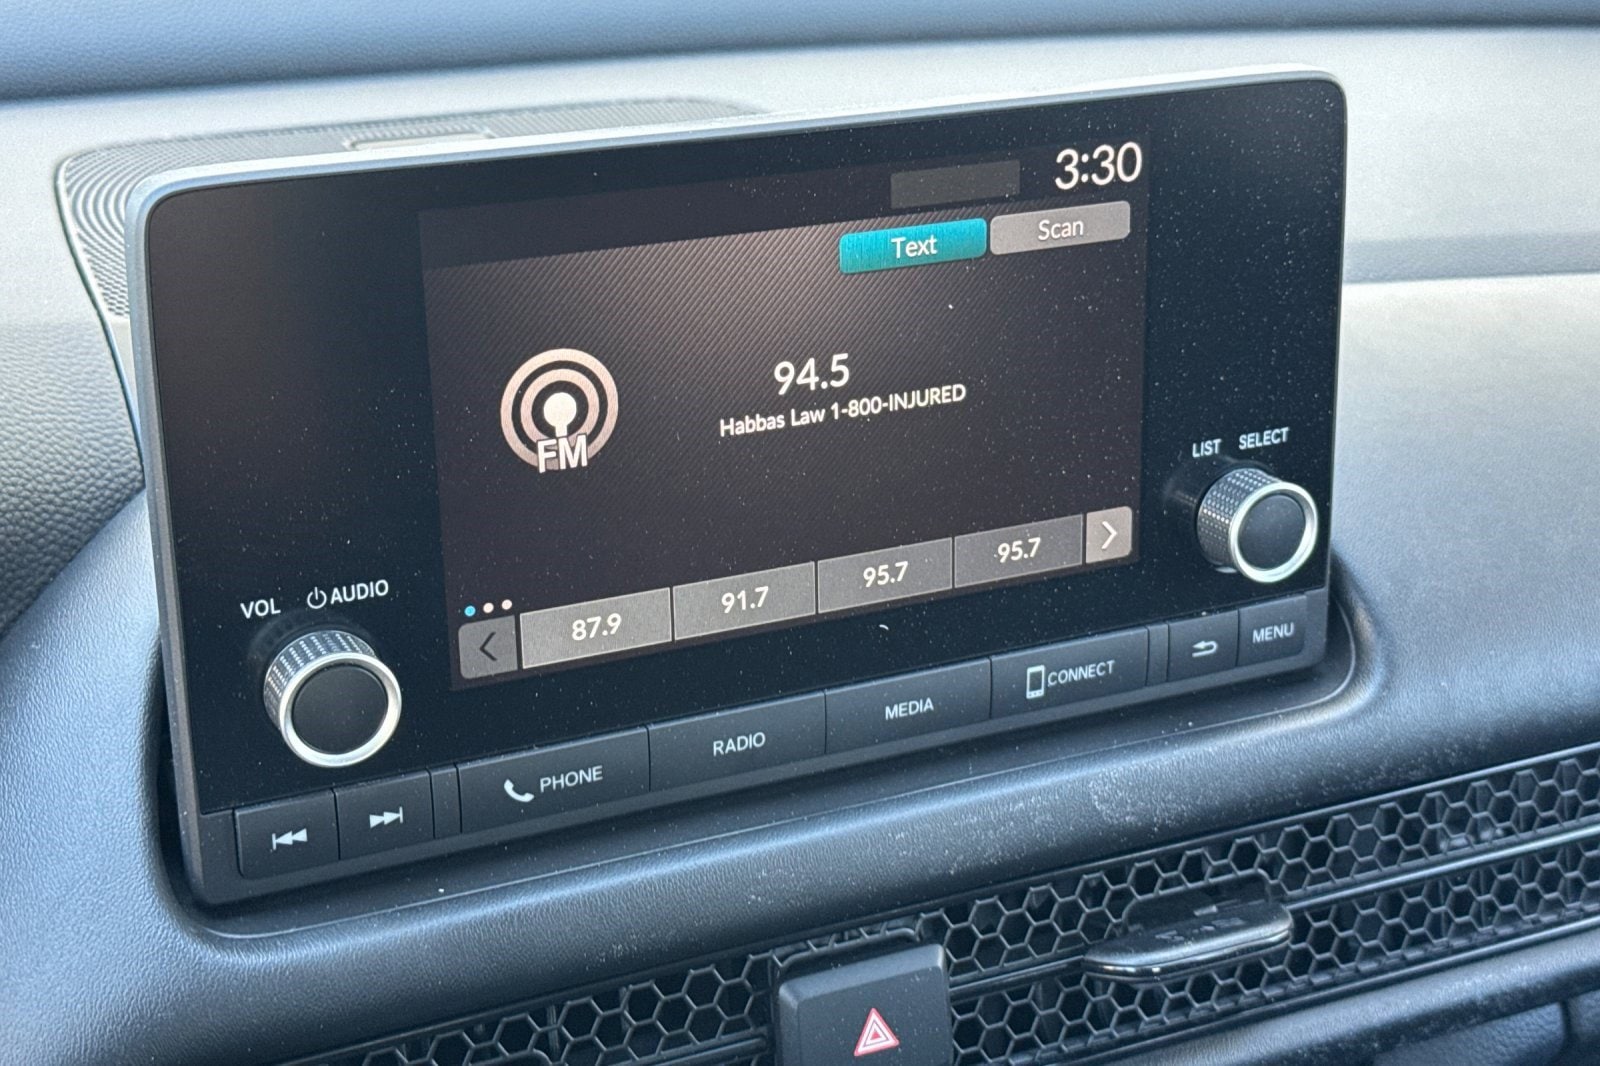 3:30
Text
Scan
94.5
Habbas Law 1-800-INJURED
FM
LIST SELECT
VOL AUDIO
87.9
91.7
95.7
95.7
PHONE
RADIO
MEDIA
CONNECT
MENU